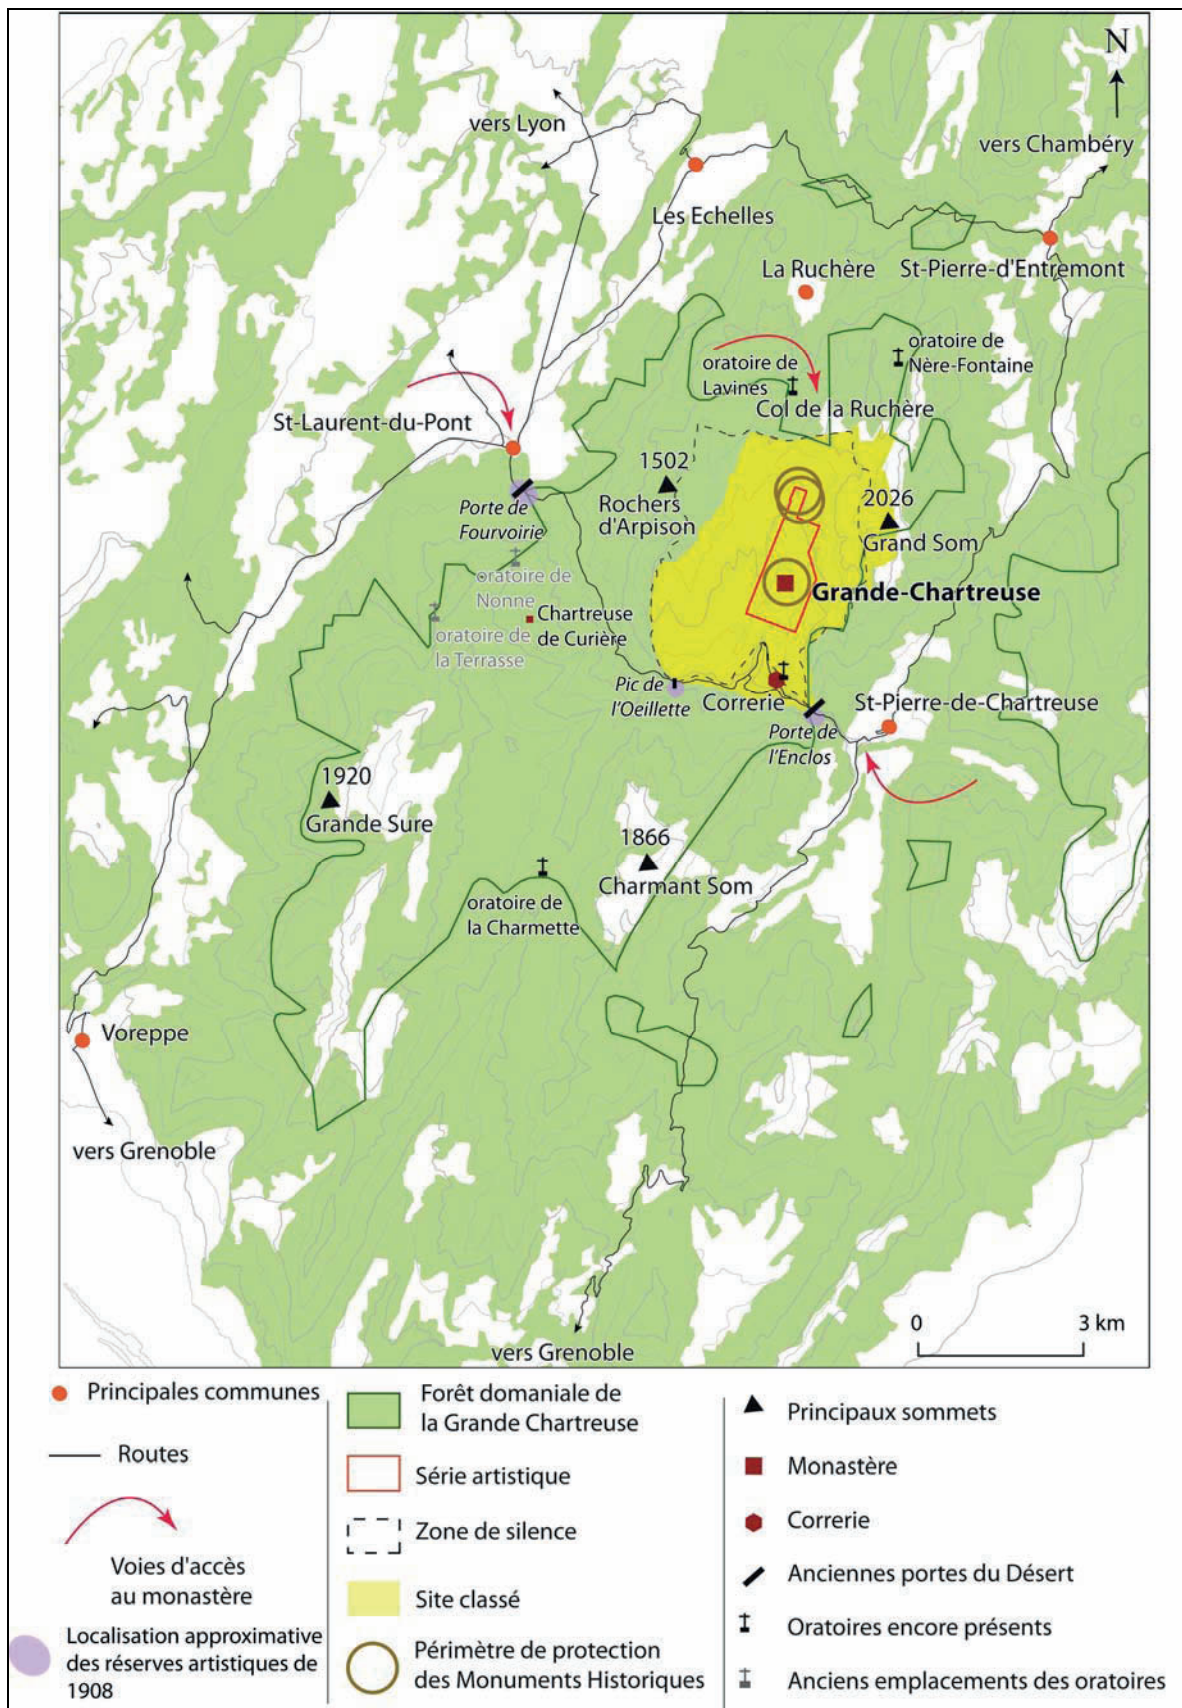 N
vers Lyon
vers Chambéry
Les Echelles
La Ruchère
St-Pierre-d'Entremont
oratoire de
Nère-Fontaine
oratoire de
Lavines
Col de la Ruchère
St-Laurent-du-Pont
1502
Rochers
d'Arpison
2026
Grand Som
Porte de
Fourvoirie
oratoire de
Nonne
Grande-Chartreuse
Chartreuse
de Curière
oratoire de
la Terrasse
Pic de
l'Oeillette
Correrie
St-Pierre-de-Chartreuse
Porte de
l'Enclos
1920
Grande Sure
1866
Charmant Som
oratoire de
la Charmette
Voreppe
vers Grenoble
vers Grenoble
0 3 km
Principales communes
Routes
Voies d'accès
au monastère
Localisation approximative
des réserves artistiques de
1908
Forêt domaniale de
la Grande Chartreuse
Série artistique
Zone de silence
Site classé
Périmètre de protection
des Monuments Historiques
Principaux sommets
Monastère
Correrie
Anciennes portes du Désert
Oratoires encore présents
Anciens emplacements des oratoires